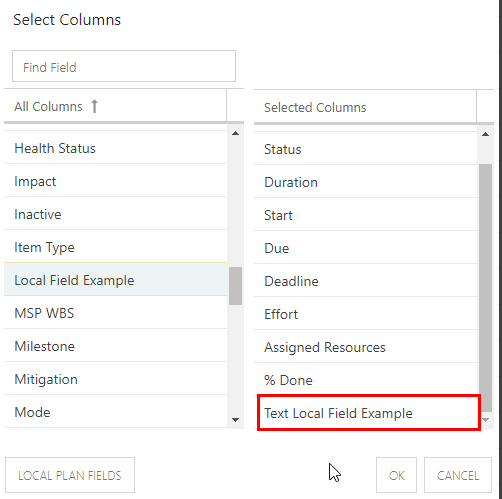 Select Columns
Find Field
All Columns
Health Status
Impact
Inactive
Item Type
Local Field Example
MSP WBS
Milestone
Mitigation
Mode
Selected Columns
Status
Duration
Start
Due
Deadline
Effort
Assigned Resources
% Done
Text Local Field Example
LOCAL PLAN FIELDS
OK
CANCEL